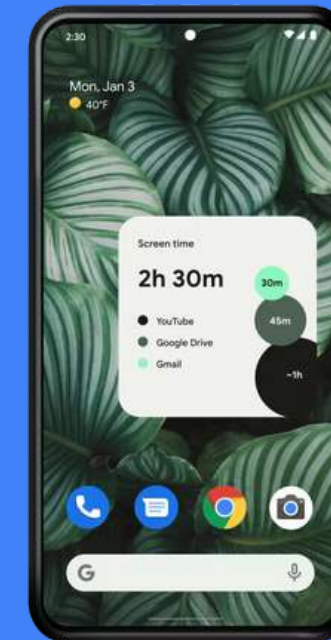 2:30
Mon, Jan 3
40°F
Screen time
2h 30m
30m
YouTube
45m
Google Drive
Gmail
~1h
G